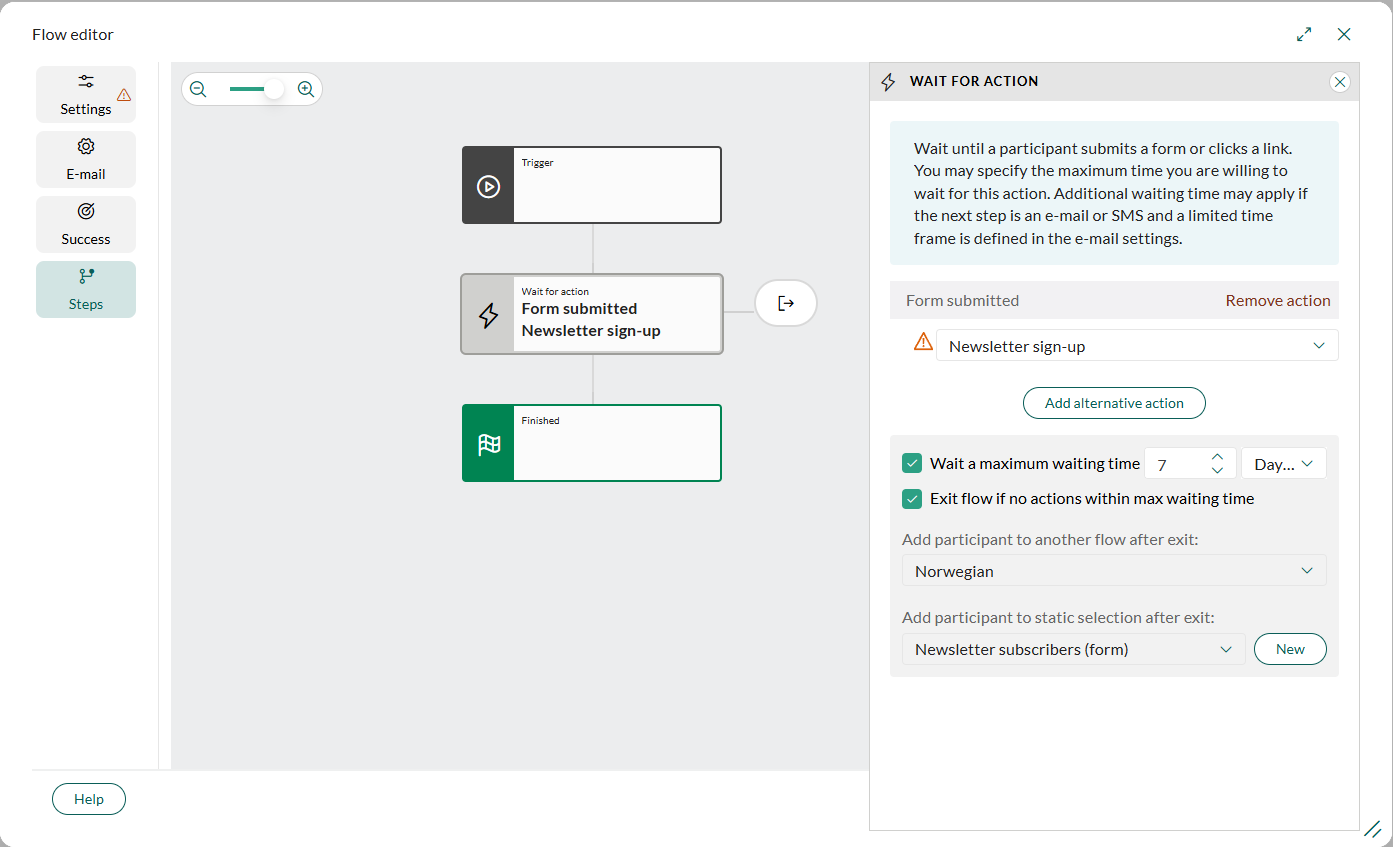 Flow editor
Settings
E-mail
Success
Steps
Trigger
Wait for action
Form submitted
Newsletter sign-up
Finished
Help
WAIT FOR ACTION
Wait until a participant submits a form or clicks a link.
You may specify the maximum time you are willing to
wait for this action. Additional waiting time may apply if
the next step is an e-mail or SMS and a limited time
frame is defined in the e-mail settings.
Form submitted Remove action
Newsletter sign-up
Add alternative action
Wait a maximum waiting time 7 Day...
Exit flow if no actions within max waiting time
Add participant to another flow after exit:
Norwegian
Add participant to static selection after exit:
Newsletter subscribers (form) New